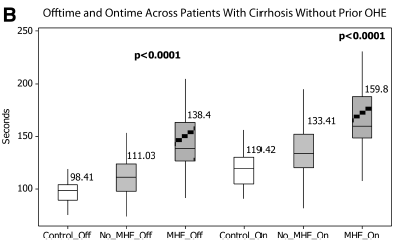 B Offtime and Ontime Across Patients With Cirrhosis Without Prior OHE
p<0.0001
p<0.0001
Seconds
250
200
150
100
98.41
111.03
138.4
119.42
133.41
159.8
Control_Off No_MHE_Off MHE_Off Control_On No_MHE_On MHE_On